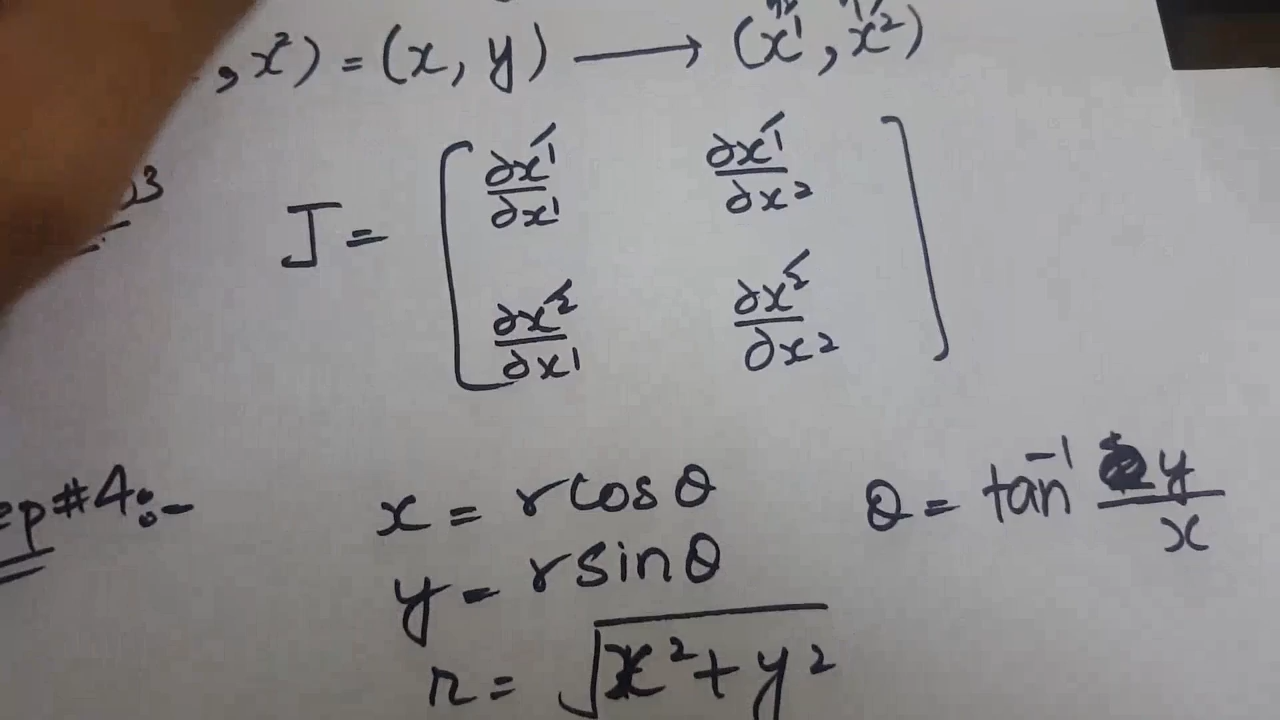 , x²) = (x, y) ⟶ (x′¹, x′²)
3
J = [ ∂x′¹/∂x¹ ∂x′¹/∂x² ]
[ ∂x′²/∂x¹ ∂x′²/∂x² ]
ep#4:-
x = r cos θ
θ = tan⁻¹ y/x
y = r sin θ
r = √(x² + y²)